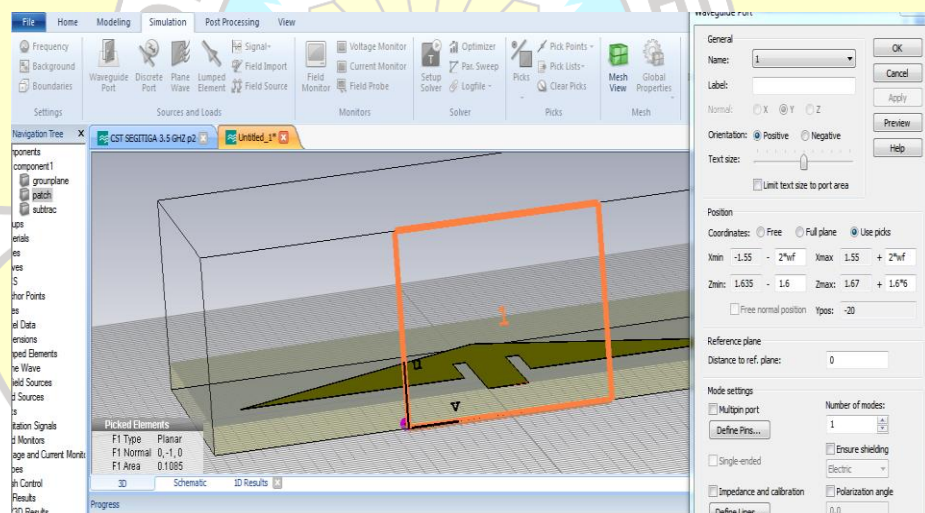 File Home Modeling Simulation Post Processing View
Frequency
Background
Boundaries
Settings
Waveguide Port
Discrete Port
Plane Wave
Lumped Element
Signal-
Field Import
Field Source
Sources and Loads
Field Monitor
Voltage Monitor
Current Monitor
Field Probe
Monitors
Setup Solver
Optimizer
Par. Sweep
Logfile -
Solver
Picks
Pick Points -
Pick Lists-
Clear Picks
Picks
Mesh View
Global Properties
Mesh
Navigation Tree X
ponents
component1
grounplane
patch
subtrac
ups
erials
es
ves
S
hor Points
es
el Data
ensions
ped Elements
ne Wave
ield Sources
d Sources
s
itation Signals
d Monitors
age and Current Monit
bes
sh Control
Results
CST SEGITIGA 3.5 GHZ p2
Untitled_1*
1
u
v
Picked Elements
F1 Type Planar
F1 Normal 0,-1,0
F1 Area 0.1085
3D Schematic 1D Results
Progress
Waveguide Port
General
Name: 1
Label:
Normal: X Y Z
Orientation: Positive Negative
Text size:
Limit text size to port area
OK
Cancel
Apply
Preview
Help
Position
Coordinates: Free Full plane Use picks
Xmin -1.55 - 2*wf Xmax 1.55 + 2*wf
Zmin: 1.635 - 1.6 Zmax: 1.67 + 1.6*6
Free normal position Ypos: -20
Reference plane
Distance to ref. plane: 0
Mode settings
Multipin port
Number of modes:
Define Pins...
1
Single-ended
Ensure shielding
Electric
Impedance and calibration
Polarization angle
Define Lines...
0.0